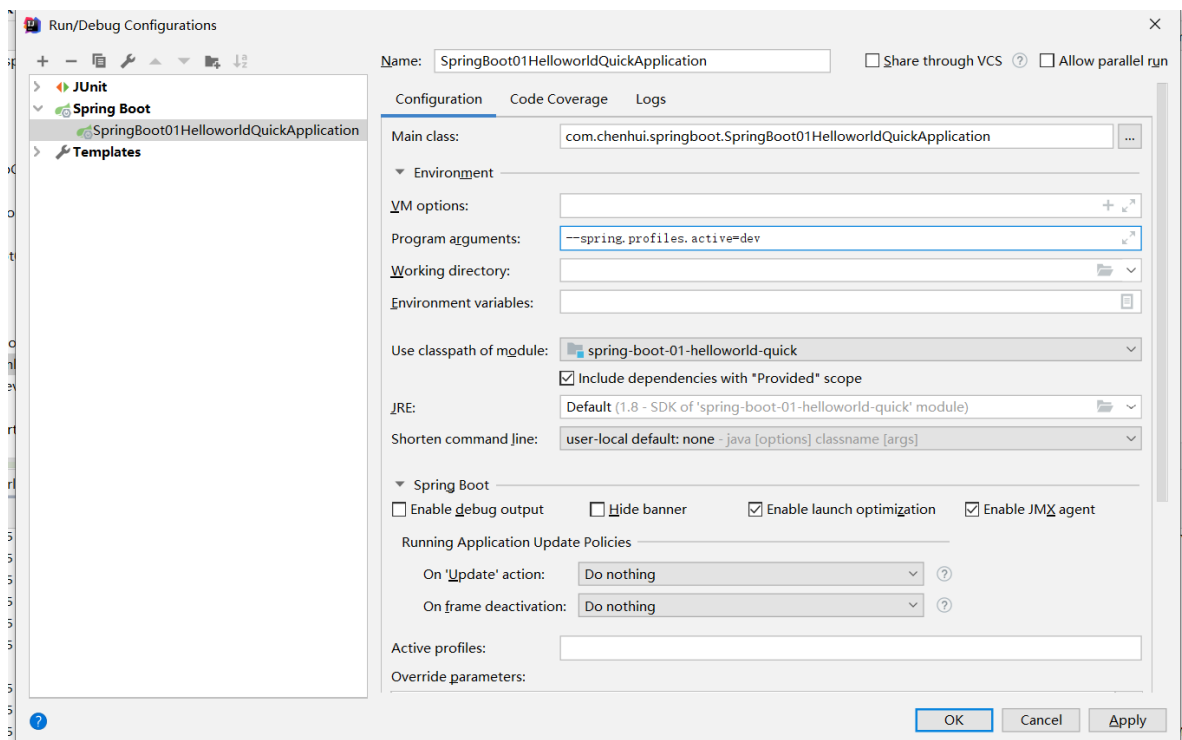 Run/Debug Configurations
Name: SpringBoot01HelloworldQuickApplication Share through VCS ? Allow parallel run
JUnit
Spring Boot
SpringBoot01HelloworldQuickApplication
Templates
Configuration Code Coverage Logs
Main class: com.chenhui.springboot.SpringBoot01HelloworldQuickApplication ...
Environment
VM options:
Program arguments: --spring.profiles.active=dev
Working directory:
Environment variables:
Use classpath of module: spring-boot-01-helloworld-quick
Include dependencies with "Provided" scope
JRE: Default (1.8 - SDK of 'spring-boot-01-helloworld-quick' module)
Shorten command line: user-local default: none - java [options] classname [args]
Spring Boot
Enable debug output Hide banner Enable launch optimization Enable JMX agent
Running Application Update Policies
On 'Update' action: Do nothing ?
On frame deactivation: Do nothing ?
Active profiles:
Override parameters:
? OK Cancel Apply